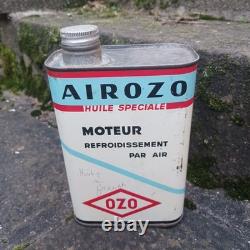 AIROZO
HUILE SPECIALE
MOTEUR
REFROIDISSEMENT
PAR AIR
OZO